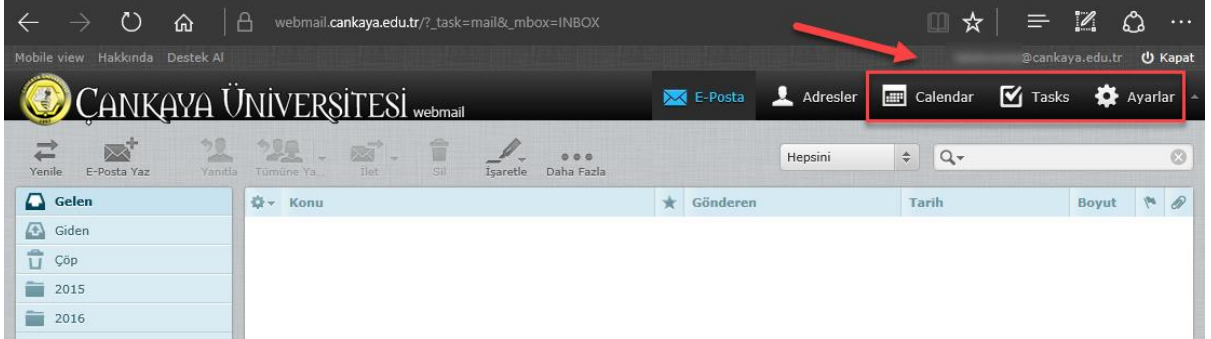 webmail.cankaya.edu.tr/?_task=mail&_mbox=INBOX
Mobile view Hakkında Destek Al @cankaya.edu.tr Kapat
ÇANKAYA ÜNİVERSİTESİ webmail E-Posta Adresler Calendar Tasks Ayarlar
Yenile E-Posta Yaz Yanıtla Tümüne Ya... İlet Sil İşaretle Daha Fazla Hepsini
Gelen Konu Gönderen Tarih Boyut
Giden
Çöp
2015
2016